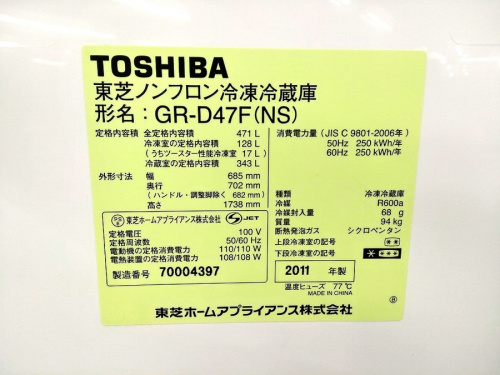 TOSHIBA
東芝ノンフロン冷凍冷蔵庫
形名：GR-D47F(NS)
定格内容積 全定格内容積 471 L
冷凍室の定格内容積 128 L
(うちツースター性能冷凍室 17 L)
冷蔵室の定格内容積 343 L
外形寸法 幅 685 mm
奥行 702 mm
(ハンドル・調整脚除く 682 mm)
高さ 1738 mm
東芝ホームアプライアンス株式会社 JET
定格電圧 100 V
定格周波数 50/60 Hz
電動機の定格消費電力 110/110 W
電熱装置の定格消費電力 108/108 W
製造番号 70004397
消費電力量 (JIS C 9801-2006年)
50Hz 250 kWh/年
60Hz 250 kWh/年
種類 冷凍冷蔵庫
冷媒 R600a
冷媒封入量 68 g
質量 94 kg
断熱発泡ガス シクロペンタン
上段冷凍室の記号 **
下段冷凍室の記号 ****
2011 年製
温度ヒューズ 77℃
MADE IN CHINA
B
東芝ホームアプライアンス株式会社